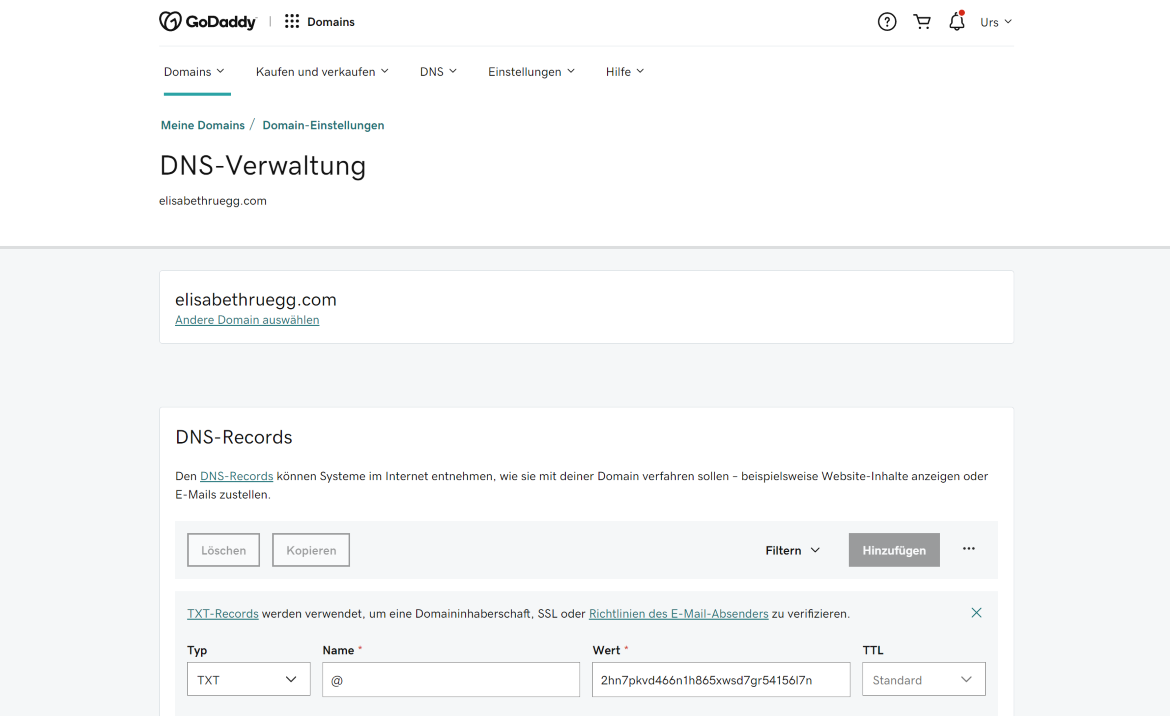 GoDaddy Domains Urs
Domains Kaufen und verkaufen DNS Einstellungen Hilfe
Meine Domains / Domain-Einstellungen
DNS-Verwaltung
elisabethruegg.com
elisabethruegg.com
Andere Domain auswählen
DNS-Records
Den DNS-Records können Systeme im Internet entnehmen, wie sie mit deiner Domain verfahren sollen – beispielsweise Website-Inhalte anzeigen oder
E-Mails zustellen.
Löschen Kopieren Filtern Hinzufügen ···
TXT-Records werden verwendet, um eine Domaininhaberschaft, SSL oder Richtlinien des E-Mail-Absenders zu verifizieren.
Typ Name * Wert * TTL
TXT @ 2hn7pkvd466n1h865xwsd7gr54156l7n Standard